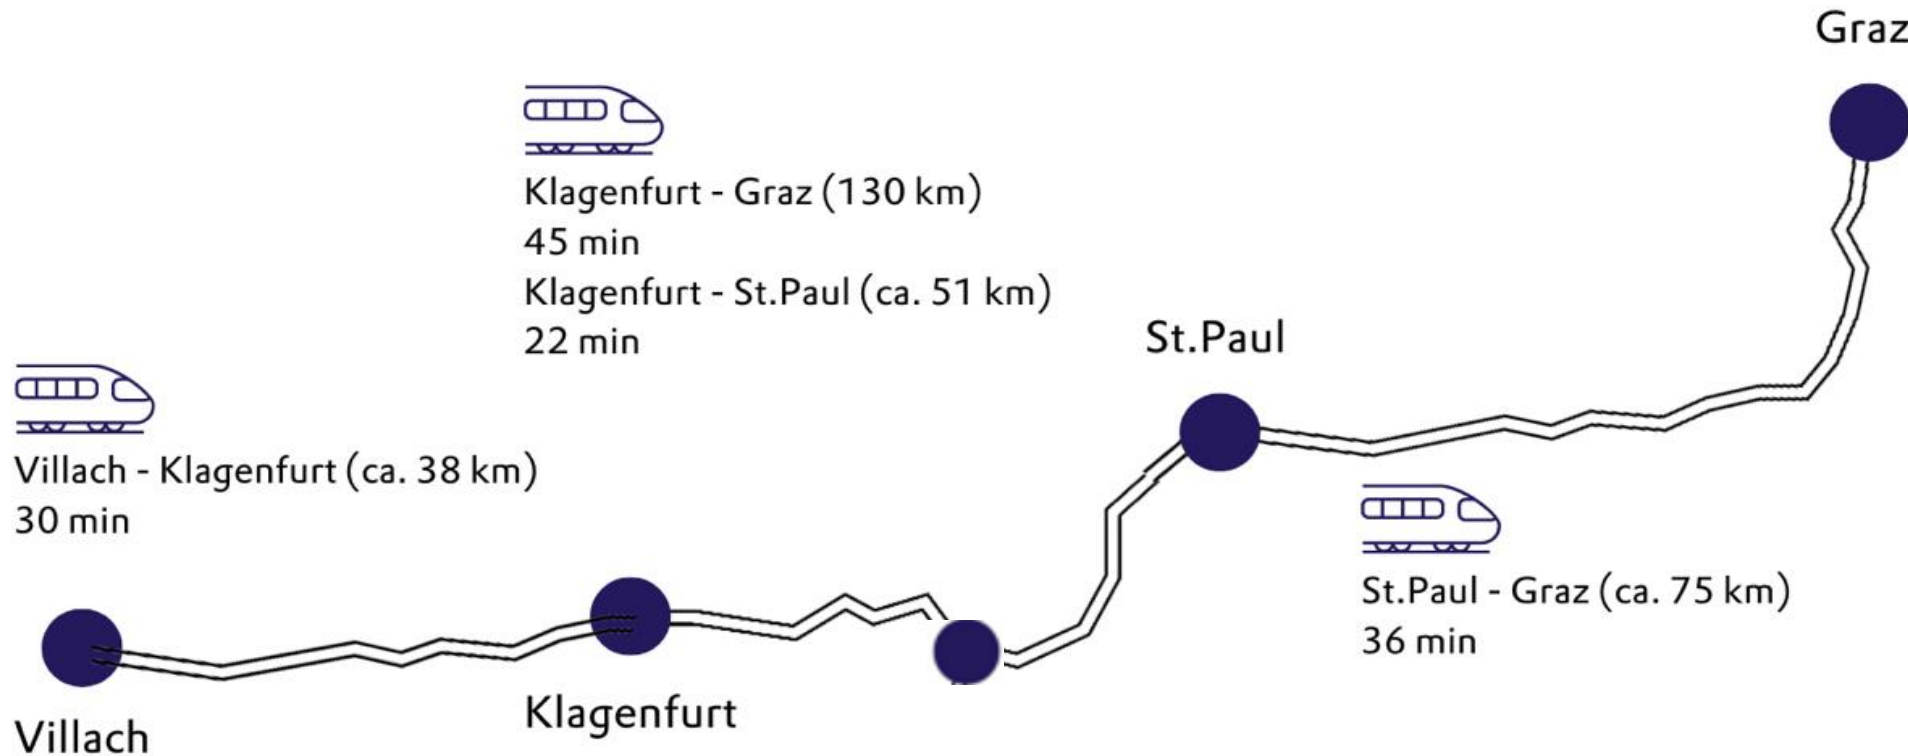 Graz
Klagenfurt - Graz (130 km)
45 min
Klagenfurt - St.Paul (ca. 51 km)
22 min
St.Paul
Villach - Klagenfurt (ca. 38 km)
30 min
St.Paul - Graz (ca. 75 km)
36 min
Klagenfurt
Villach